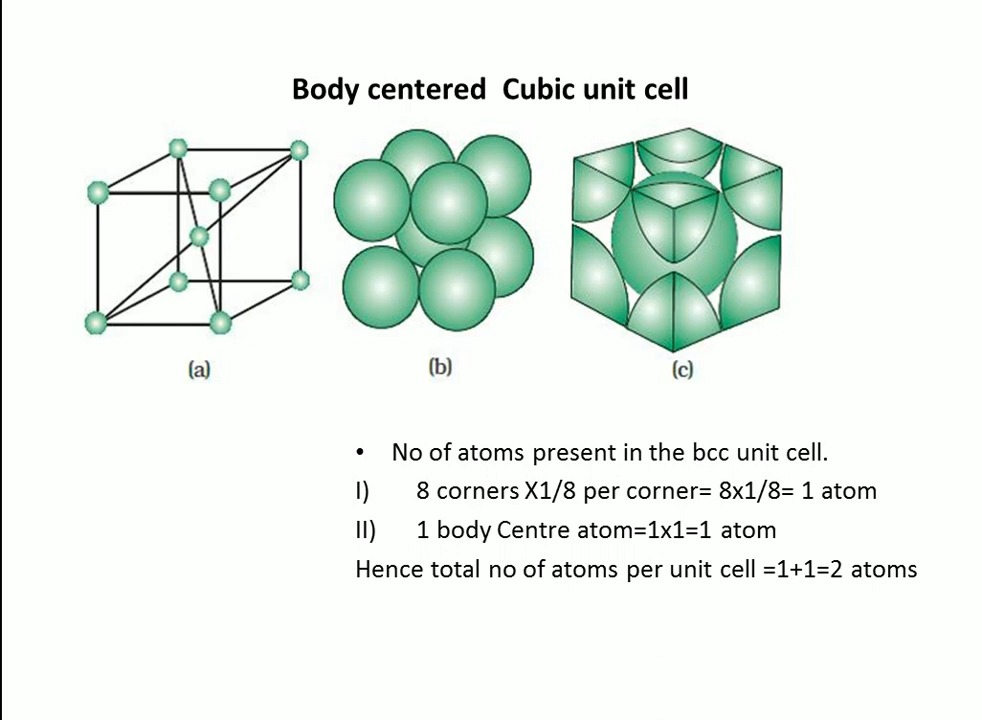 Body centered Cubic unit cell
(a)
(b)
(c)
• No of atoms present in the bcc unit cell.
I) 8 corners X1/8 per corner= 8x1/8= 1 atom
II) 1 body Centre atom=1x1=1 atom
Hence total no of atoms per unit cell =1+1=2 atoms